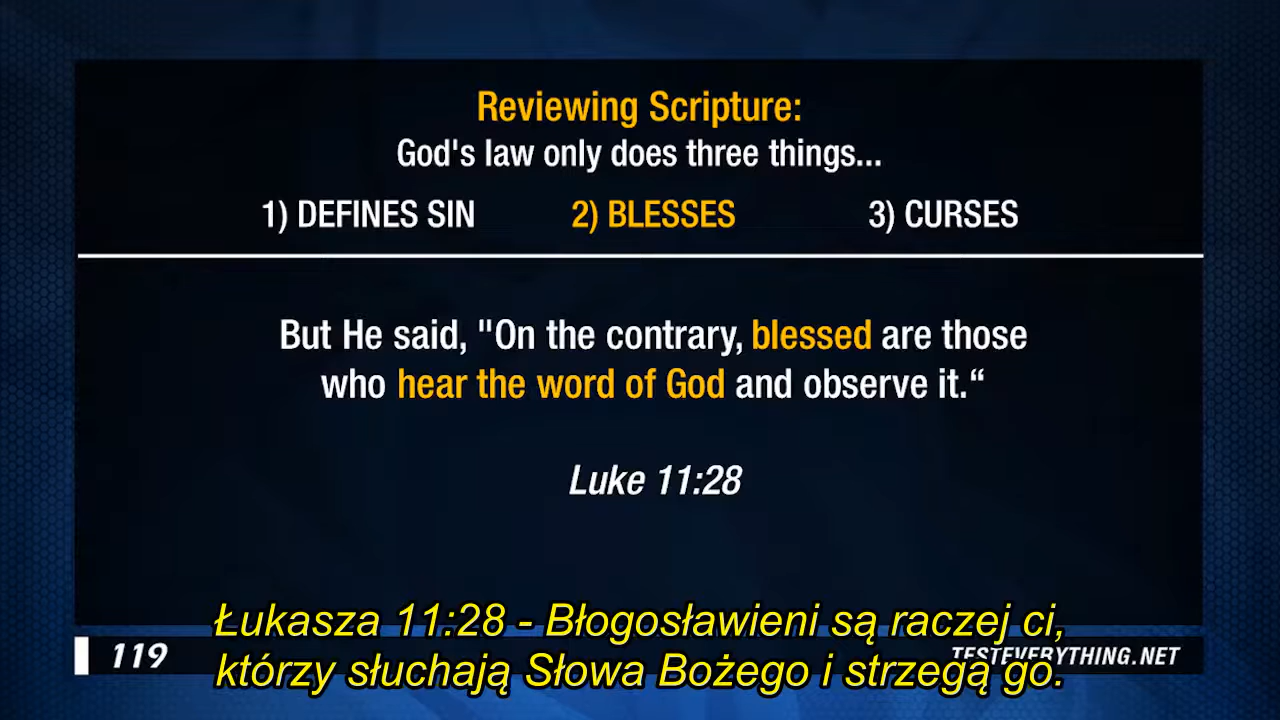 Reviewing Scripture:
God's law only does three things...
1) DEFINES SIN 2) BLESSES 3) CURSES
But He said, "On the contrary, blessed are those
who hear the word of God and observe it.“
Luke 11:28
Łukasza 11:28 - Błogosławieni są raczej ci,
którzy słuchają Słowa Bożego i strzegą go.
119
TESTEVERYTHING.NET